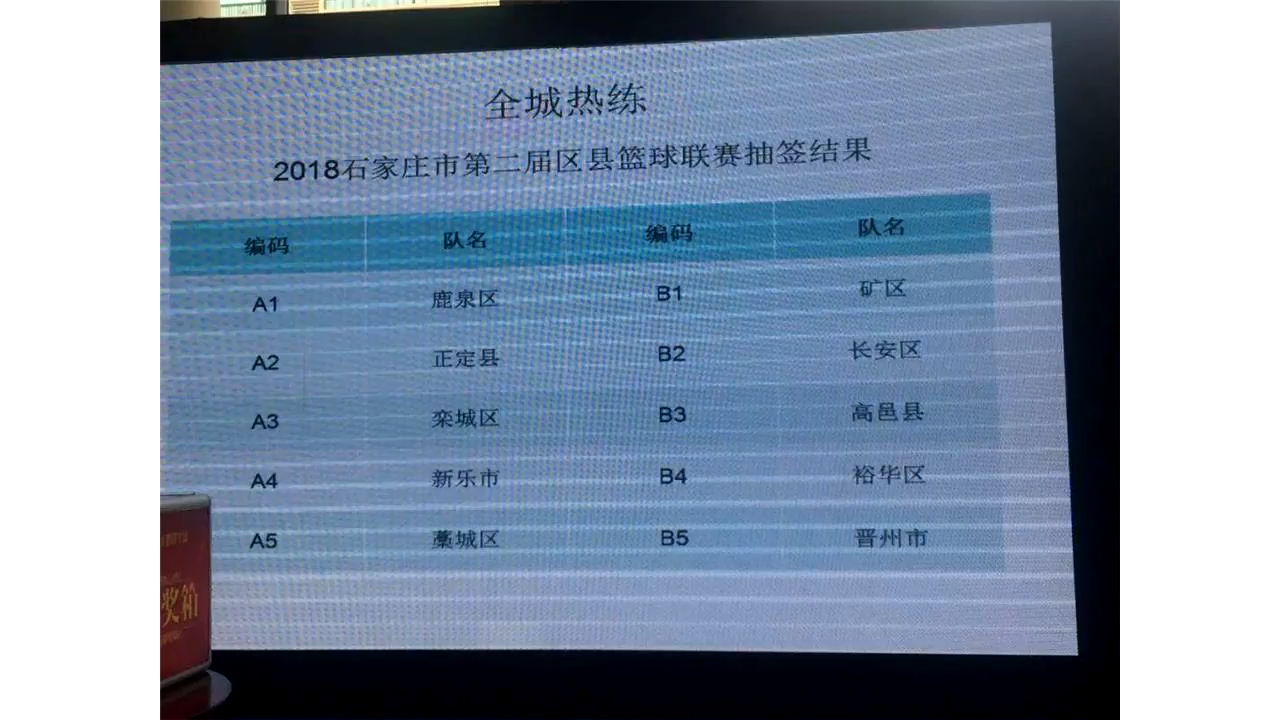 全城热练
2018石家庄市第二届区县篮球联赛抽签结果
编码 队名 编码 队名
A1 鹿泉区 B1 矿区
A2 正定县 B2 长安区
A3 栾城区 B3 高邑县
A4 新乐市 B4 裕华区
A5 藁城区 B5 晋州市
奖箱